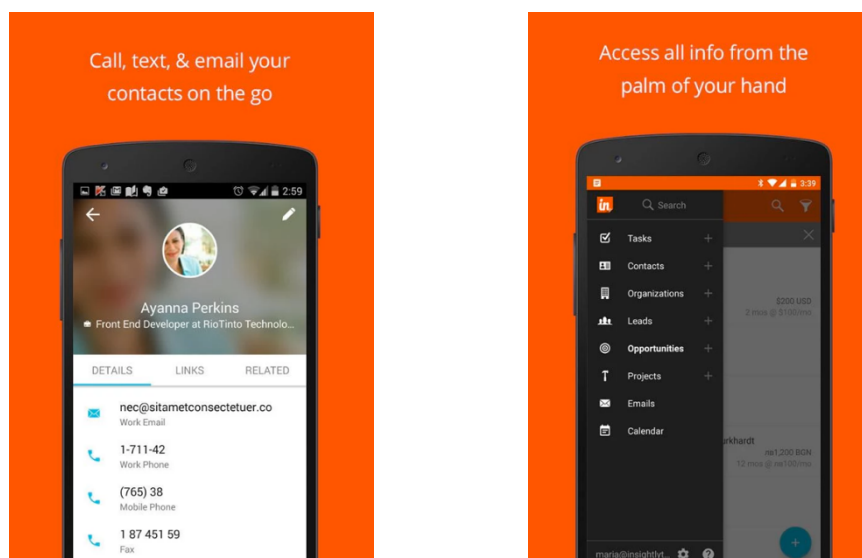 Call, text, & email your
contacts on the go
2:59
Ayanna Perkins
Front End Developer at RioTinto Technolo...
DETAILS
LINKS
RELATED
nec@sitametconsectetuer.co
Work Email
1-711-42
Work Phone
(765) 38
Mobile Phone
1 87 451 59
Fax
Access all info from the
palm of your hand
3:39
in
Search
Tasks
Contacts
Organizations
$200 USD
2 mos @ $100/mo
Leads
Opportunities
Projects
Emails
Calendar
urkhardt
пв1,200 BGN
12 mos @ пв100/mo
maria@insightlyt...